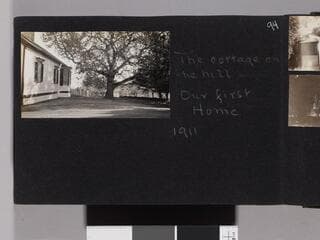 94
The cottage on
the hill —
Our first
Home
1911